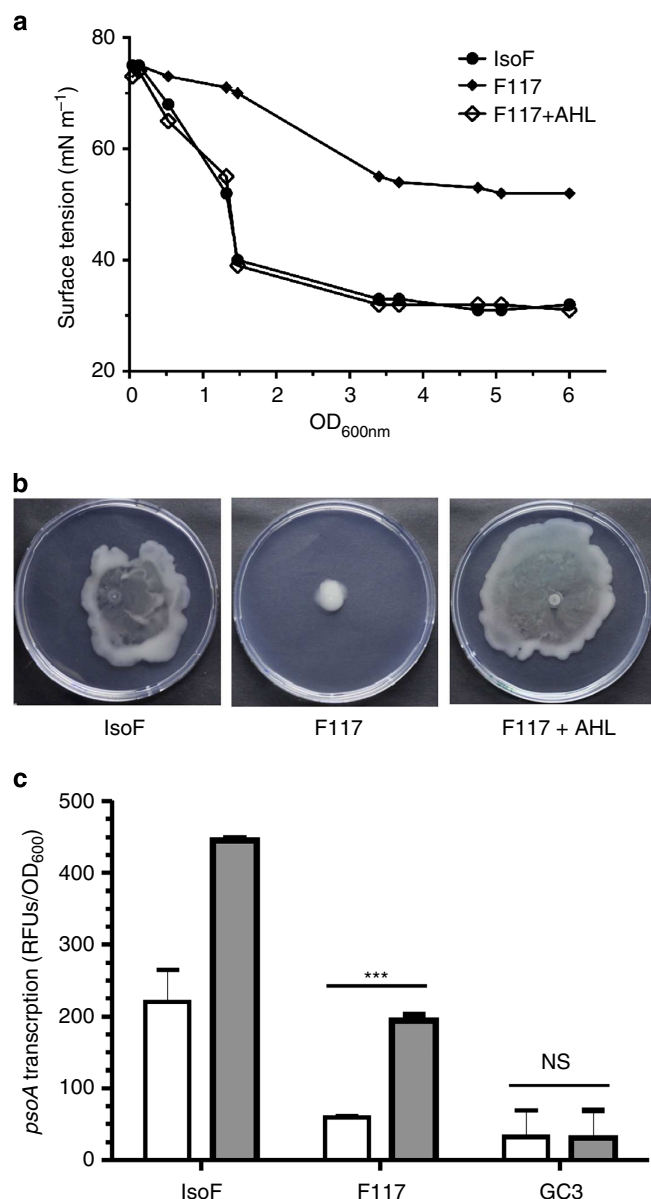 a
80
60
40
20
Surface tension (mN m⁻¹)
IsoF
F117
F117+AHL
0 1 2 3 4 5 6
OD600nm
b
IsoF F117 F117 + AHL
c
500
400
300
200
100
0
psoA transcrption (RFUs/OD600)
***
NS
IsoF F117 GC3